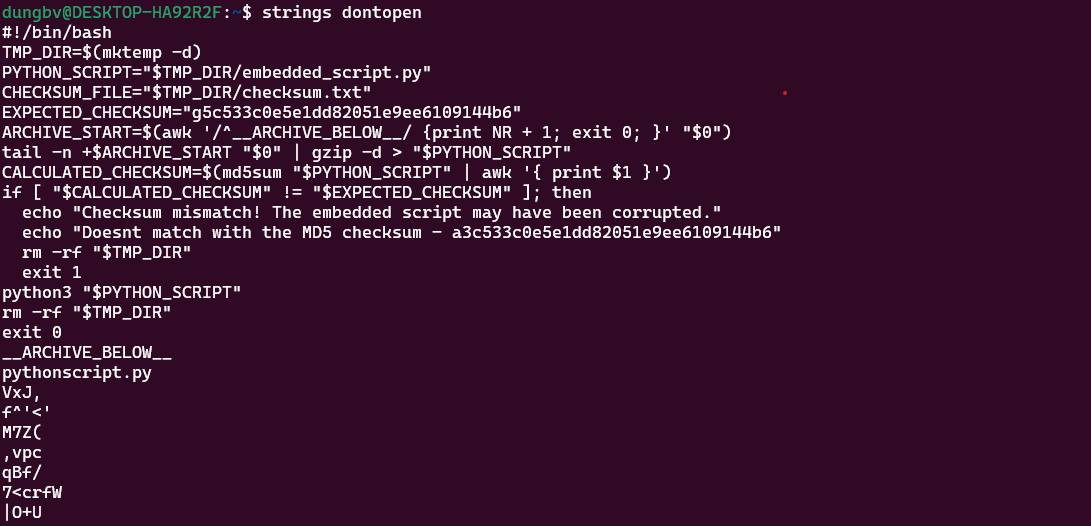 dungbv@DESKTOP-HA92R2F:~$ strings dontopen
#!/bin/bash
TMP_DIR=$(mktemp -d)
PYTHON_SCRIPT="$TMP_DIR/embedded_script.py"
CHECKSUM_FILE="$TMP_DIR/checksum.txt"
EXPECTED_CHECKSUM="g5c533c0e5e1dd82051e9ee6109144b6"
ARCHIVE_START=$(awk '/^__ARCHIVE_BELOW__/ {print NR + 1; exit 0; }' "$0")
tail -n +$ARCHIVE_START "$0" | gzip -d > "$PYTHON_SCRIPT"
CALCULATED_CHECKSUM=$(md5sum "$PYTHON_SCRIPT" | awk '{ print $1 }')
if [ "$CALCULATED_CHECKSUM" != "$EXPECTED_CHECKSUM" ]; then
  echo "Checksum mismatch! The embedded script may have been corrupted."
  echo "Doesnt match with the MD5 checksum - a3c533c0e5e1dd82051e9ee6109144b6"
  rm -rf "$TMP_DIR"
  exit 1
python3 "$PYTHON_SCRIPT"
rm -rf "$TMP_DIR"
exit 0
__ARCHIVE_BELOW__
pythonscript.py
VxJ,
f^'<'
M7Z(
,vpc
qBf/
7<crfW
|O+U